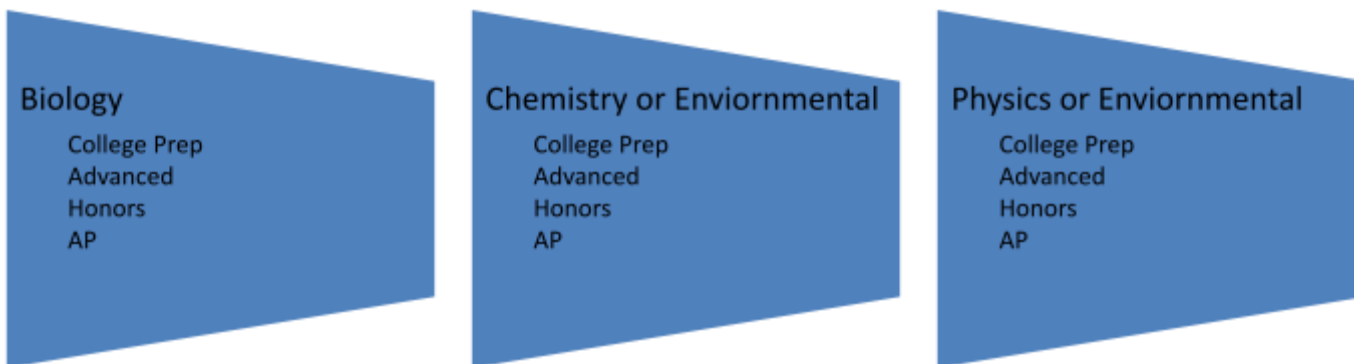 Biology
College Prep
Advanced
Honors
AP
Chemistry or Enviornmental
College Prep
Advanced
Honors
AP
Physics or Enviornmental
College Prep
Advanced
Honors
AP